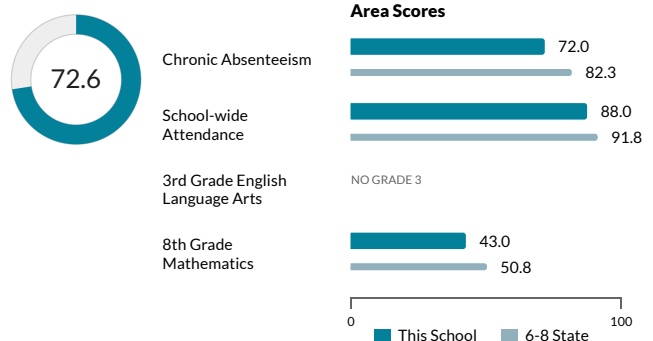 72.6
Area Scores
Chronic Absenteeism
72.0
82.3
School-wide
Attendance
88.0
91.8
3rd Grade English
Language Arts
NO GRADE 3
8th Grade
Mathematics
43.0
50.8
0
100
This School
6-8 State